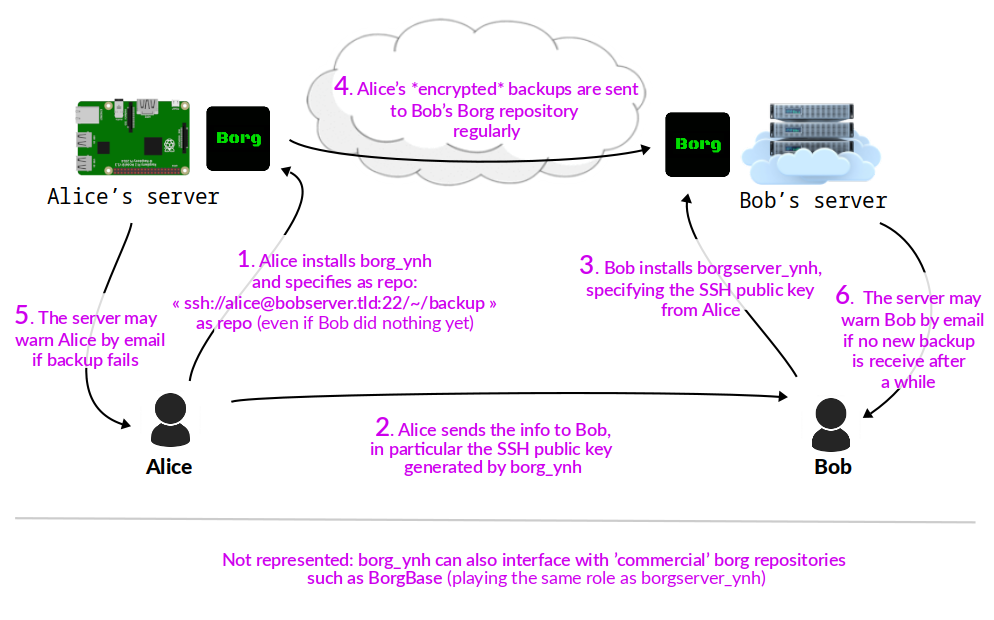 4. Alice's *encrypted* backups are sent
to Bob's Borg repository
regularly
Borg
Borg
Alice's server
Bob's server
1. Alice installs borg_ynh
and specifies as repo:
« ssh://alice@bobserver.tld:22/~/backup »
as repo (even if Bob did nothing yet)
3. Bob installs borgserver_ynh,
specifying the SSH public key
from Alice
5. The server may
warn Alice by email
if backup fails
6. The server may
warn Bob by email
if no new backup
is receive after
a while
2. Alice sends the info to Bob,
in particular the SSH public key
generated by borg_ynh
Alice
Bob
Not represented: borg_ynh can also interface with ’commercial’ borg repositories
such as BorgBase (playing the same role as borgserver_ynh)